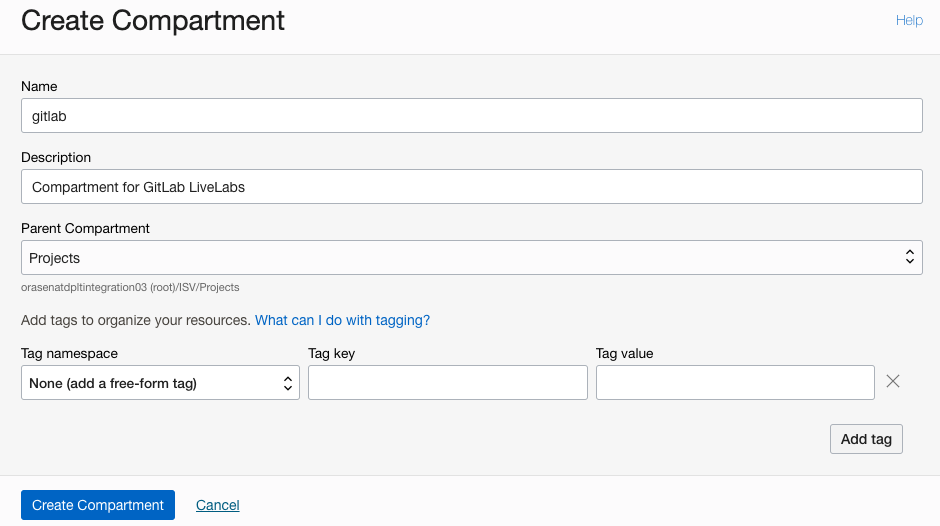 Create Compartment
Help
Name
gitlab
Description
Compartment for GitLab LiveLabs
Parent Compartment
Projects
orasenatdpltintegration03 (root)/ISV/Projects
Add tags to organize your resources. What can I do with tagging?
Tag namespace Tag key Tag value
None (add a free-form tag)
Add tag
Create Compartment Cancel